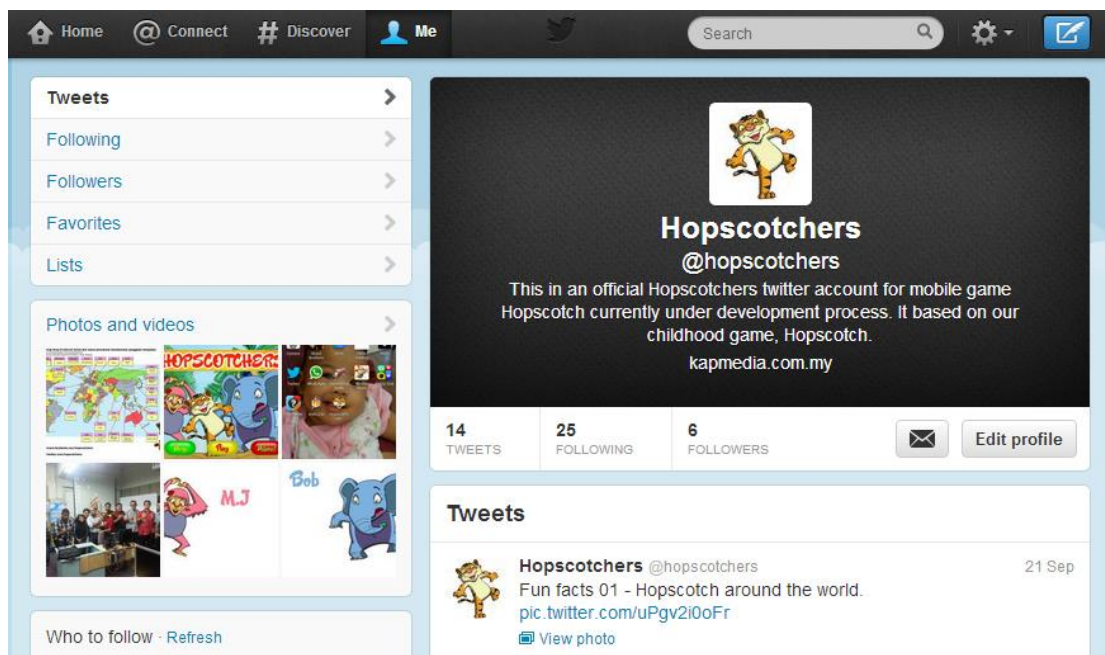 Home
Connect
Discover
Me
Search
Tweets
Following
Followers
Favorites
Lists
Photos and videos
HOPSCOTCHERS
Play
M.J
Bob
Who to follow · Refresh
Hopscotchers
@hopscotchers
This in an official Hopscotchers twitter account for mobile game
Hopscotch currently under development process. It based on our
childhood game, Hopscotch.
kapmedia.com.my
14
TWEETS
25
FOLLOWING
6
FOLLOWERS
Edit profile
Tweets
Hopscotchers @hopscotchers 21 Sep
Fun facts 01 - Hopscotch around the world.
pic.twitter.com/uPgv2i0oFr
View photo